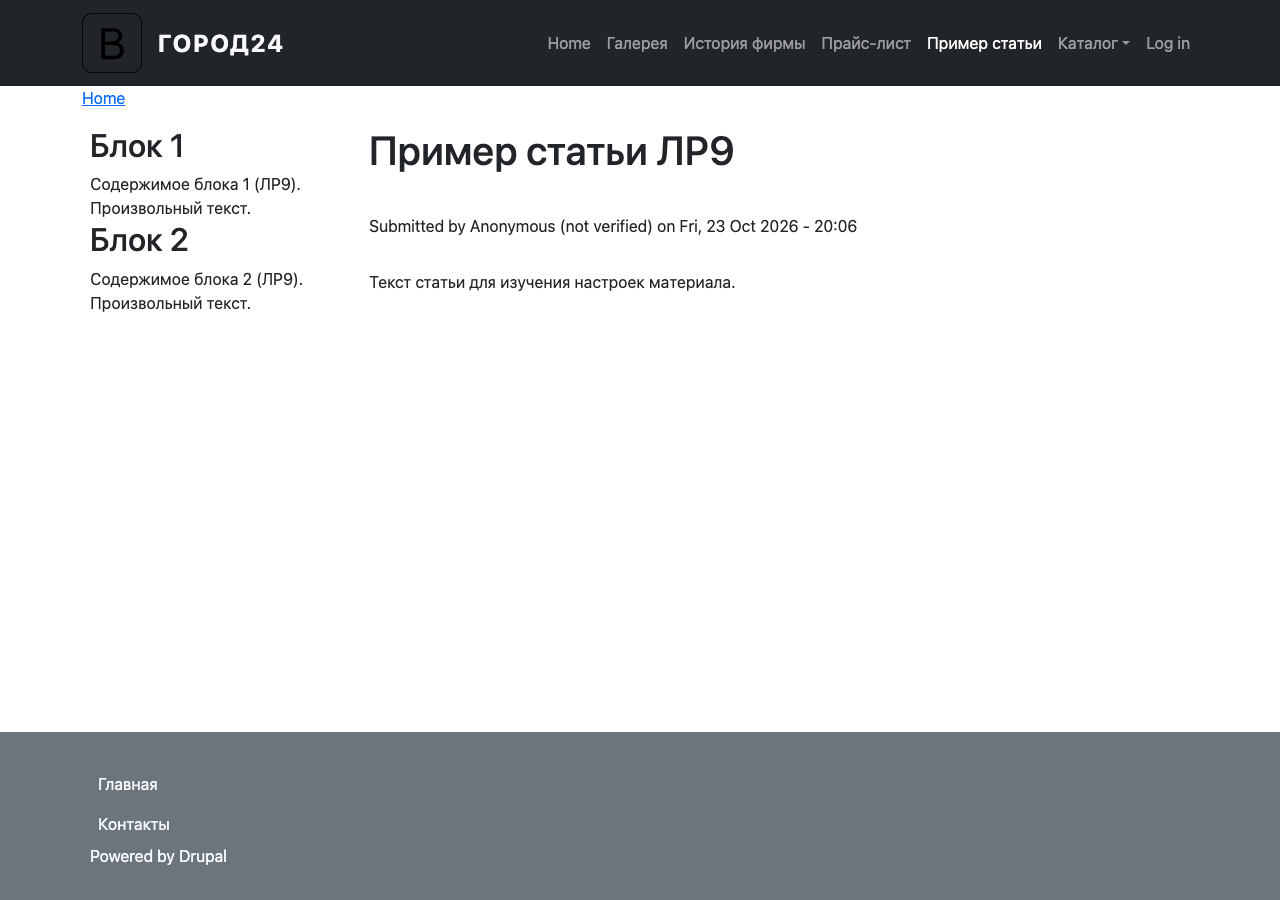 B ГОРОД24
Home Галерея История фирмы Прайс-лист Пример статьи Каталог Log in
Home
Блок 1
Содержимое блока 1 (ЛР9).
Произвольный текст.
Блок 2
Содержимое блока 2 (ЛР9).
Произвольный текст.
Пример статьи ЛР9
Submitted by Anonymous (not verified) on Fri, 23 Oct 2026 - 20:06
Текст статьи для изучения настроек материала.
Главная
Контакты
Powered by Drupal